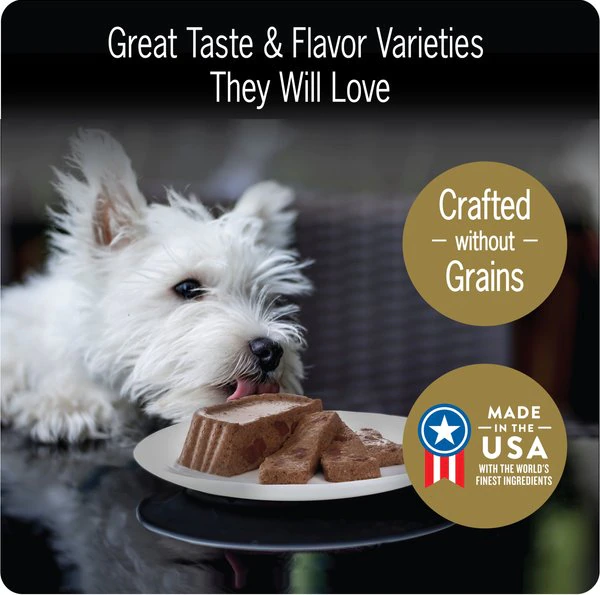 Great Taste & Flavor Varieties
They Will Love
Crafted
– without –
Grains
MADE
– IN THE –
USA
WITH THE WORLD'S
FINEST INGREDIENTS